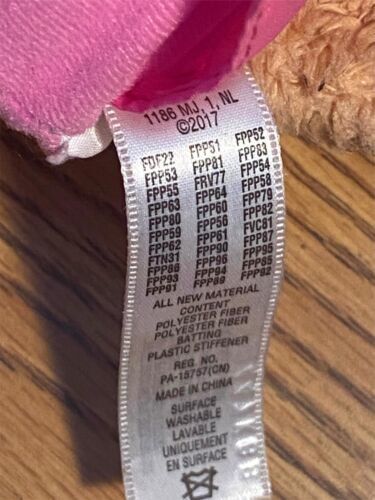 1186 MJ, 1, NL
©2017
FDF22 FPP51 FPP52
FPP53 FPP81 FPP83
FPP55 FRV77 FPP54
FPP63 FPP64 FPP58
FPP80 FPP60 FPP79
FPP59 FPP56 FPP82
FPP62 FPP61 FVC81
FTN31 FPP90 FPP87
FPP86 FPP96 FPP95
FPP93 FPP94 FPP85
FPP91 FPP89 FPP92
ALL NEW MATERIAL
CONTENT
POLYESTER FIBER
POLYESTER FIBER
BATTING
PLASTIC STIFFENER
REG. NO.
PA-15757(CN)
MADE IN CHINA
SURFACE
WASHABLE
LAVABLE
UNIQUEMENT
EN SURFACE